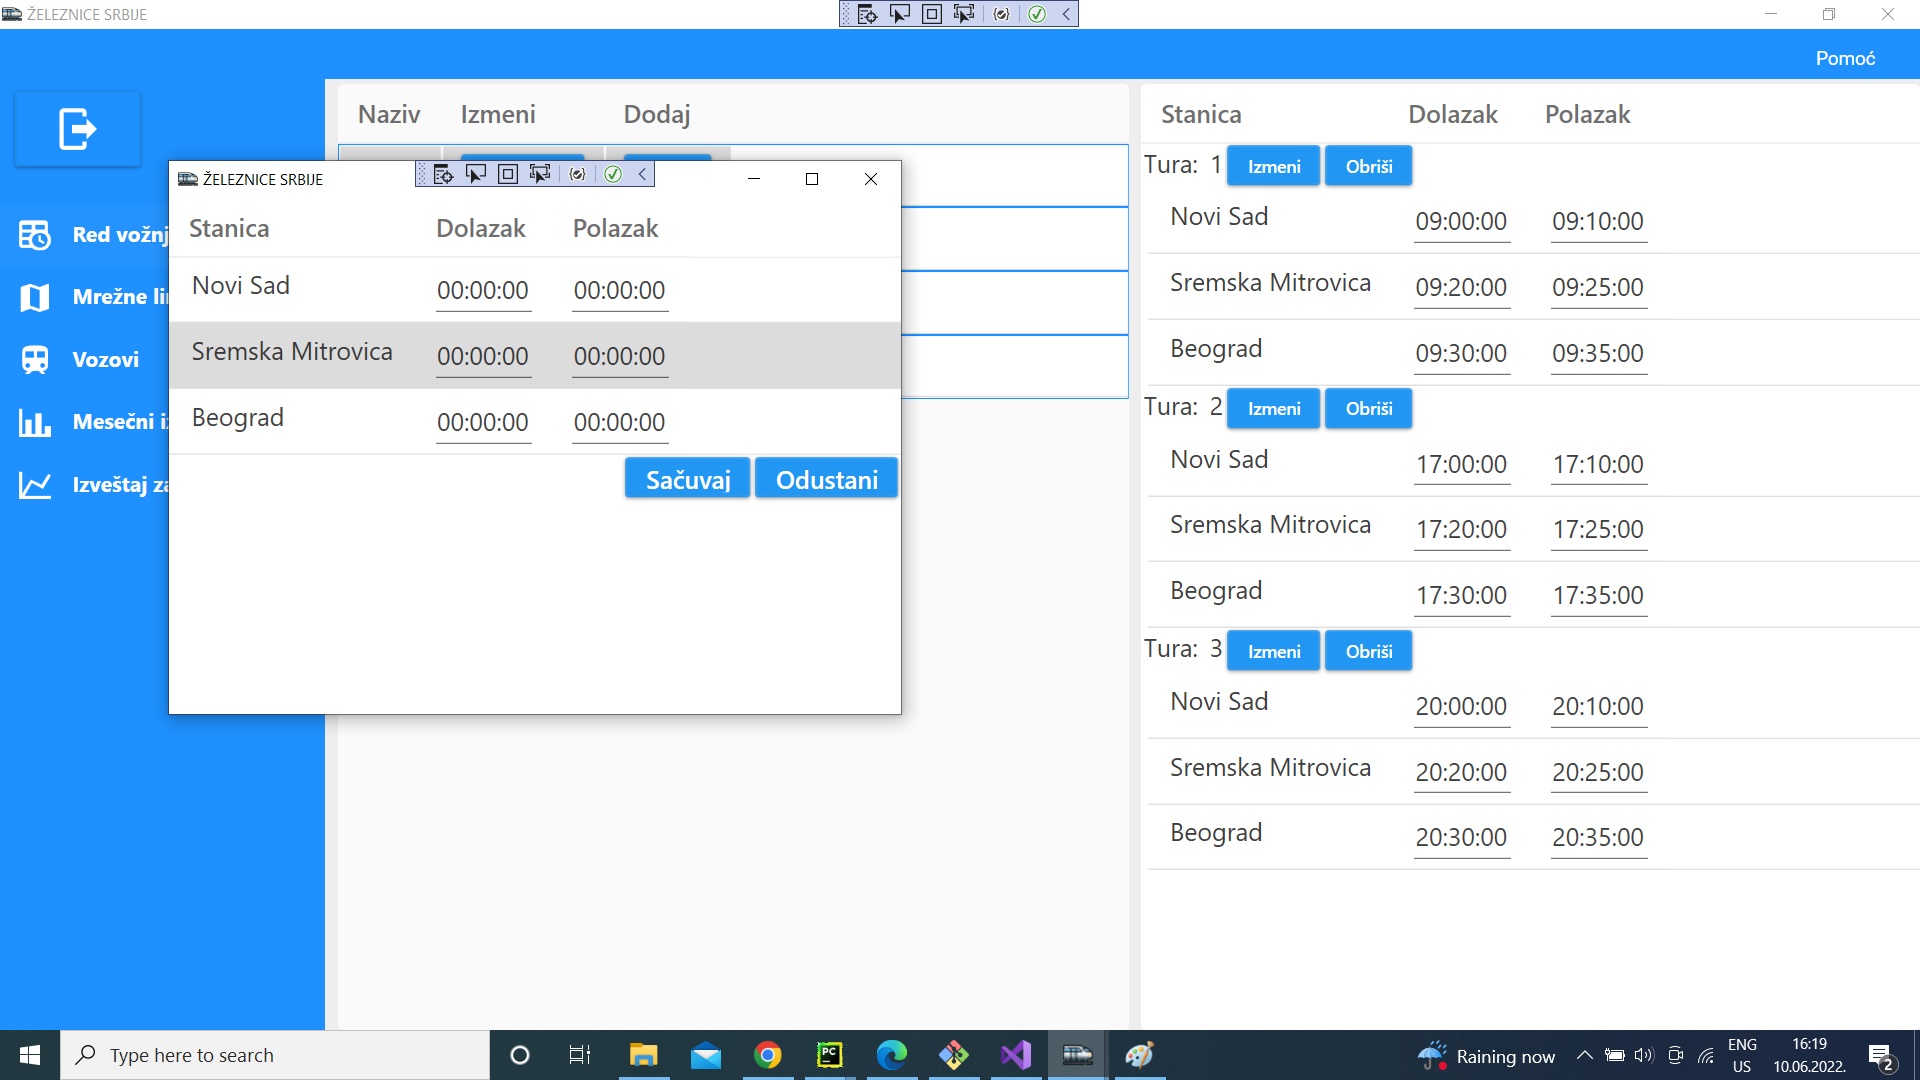 ŽELEZNICE SRBIJE
Pomoć
Naziv Izmeni Dodaj
Stanica Dolazak Polazak
Red vožnj
Mrežne li
Vozovi
Mesečni i
Izveštaj za
ŽELEZNICE SRBIJE
Stanica Dolazak Polazak
Novi Sad 00:00:00 00:00:00
Sremska Mitrovica 00:00:00 00:00:00
Beograd 00:00:00 00:00:00
Sačuvaj Odustani
Tura: 1 Izmeni Obriši
Novi Sad 09:00:00 09:10:00
Sremska Mitrovica 09:20:00 09:25:00
Beograd 09:30:00 09:35:00
Tura: 2 Izmeni Obriši
Novi Sad 17:00:00 17:10:00
Sremska Mitrovica 17:20:00 17:25:00
Beograd 17:30:00 17:35:00
Tura: 3 Izmeni Obriši
Novi Sad 20:00:00 20:10:00
Sremska Mitrovica 20:20:00 20:25:00
Beograd 20:30:00 20:35:00
Type here to search
PC
Raining now
ENG
US
16:19
10.06.2022.
2